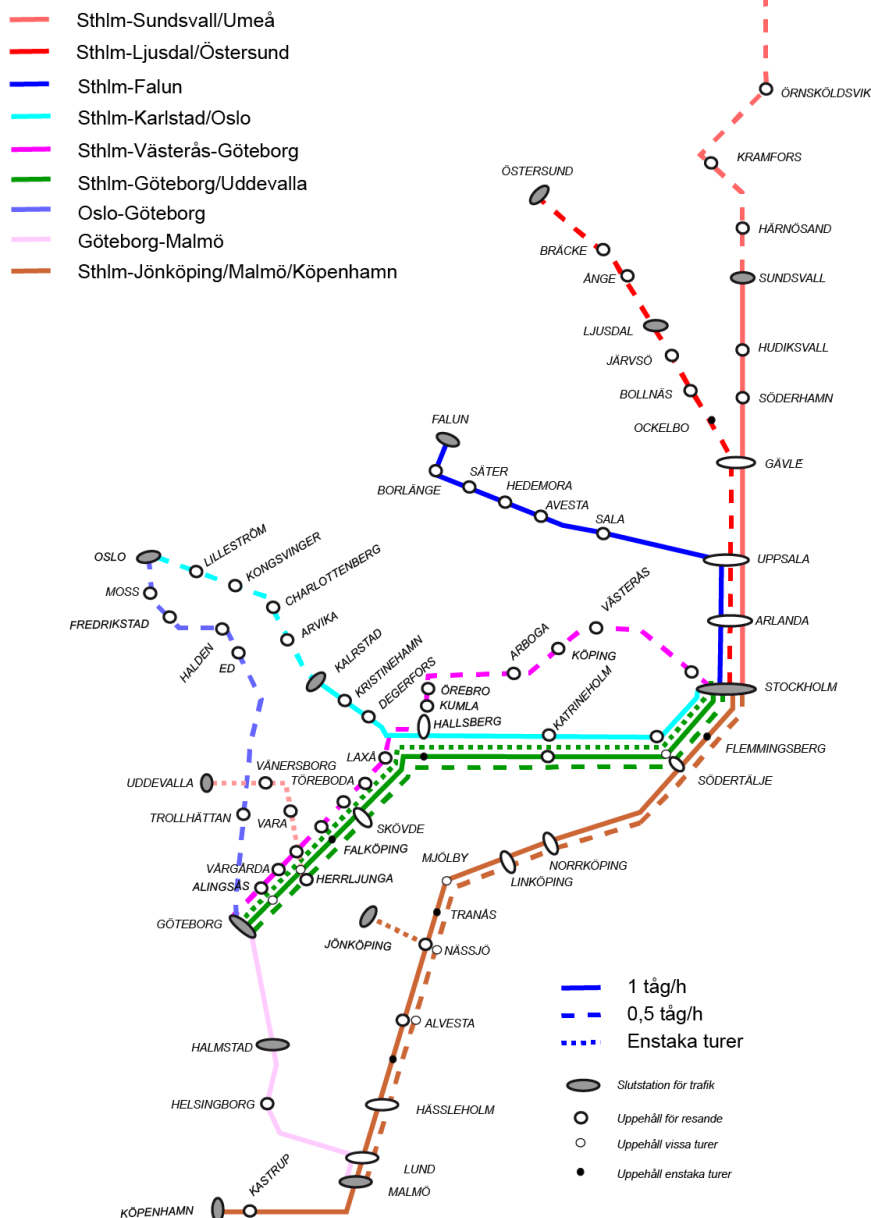 Sthlm-Sundsvall/Umeå
Sthlm-Ljusdal/Östersund
Sthlm-Falun
Sthlm-Karlstad/Oslo
Sthlm-Västerås-Göteborg
Sthlm-Göteborg/Uddevalla
Oslo-Göteborg
Göteborg-Malmö
Sthlm-Jönköping/Malmö/Köpenhamn
ÖRNSKÖLDSVIK
KRAMFORS
ÖSTERSUND
HÄRNÖSAND
BRÄCKE
ÅNGE
SUNDSVALL
LJUSDAL
HUDIKSVALL
JÄRVSÖ
BOLLNÄS
SÖDERHAMN
OCKELBO
FALUN
GÄVLE
SÄTER
BORLÄNGE
HEDEMORA
AVESTA
SALA
UPPSALA
OSLO
LILLESTRÖM
KONGSVINGER
CHARLOTTENBERG
MOSS
FREDRIKSTAD
ARVIKA
VÄSTERÅS
ARLANDA
HALDEN
ED
KALRSTAD
KRISTINEHAMN
DEGERFORS
ARBOGA
KÖPING
ÖREBRO
KUMLA
STOCKHOLM
HALLSBERG
KATRINEHOLM
FLEMMINGSBERG
LAXÅ
SÖDERTÄLJE
VÄNERSBORG
UDDEVALLA
TÖREBODA
TROLLHÄTTAN
VARA
SKÖVDE
FALKÖPING
VÅRGÅRDA
HERRLJUNGA
ALINGSÅS
MJÖLBY
LINKÖPING
NORRKÖPING
GÖTEBORG
TRANÅS
JÖNKÖPING
NÄSSJÖ
1 tåg/h
0,5 tåg/h
Enstaka turer
ALVESTA
HALMSTAD
HELSINGBORG
HÄSSLEHOLM
Slutstation för trafik
Uppehåll för resande
Uppehåll vissa turer
Uppehåll enstaka turer
LUND
MALMÖ
KASTRUP
KÖPENHAMN